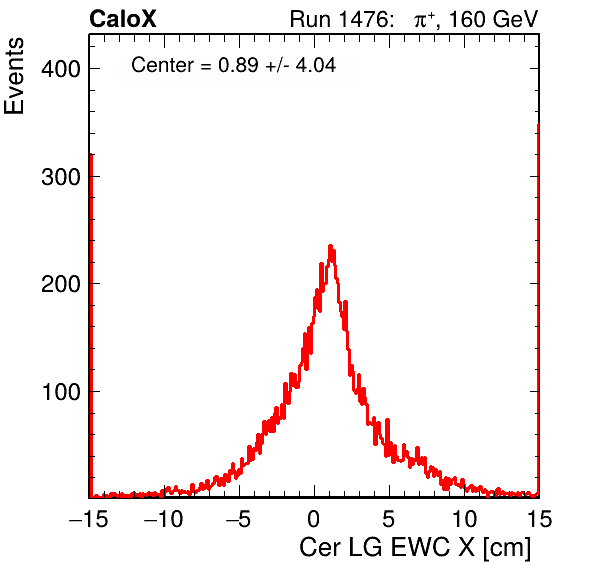 CaloX Run 1476: π⁺, 160 GeV
Center = 0.89 +/- 4.04
Events
400
300
200
100
−15 −10 −5 0 5 10 15
Cer LG EWC X [cm]